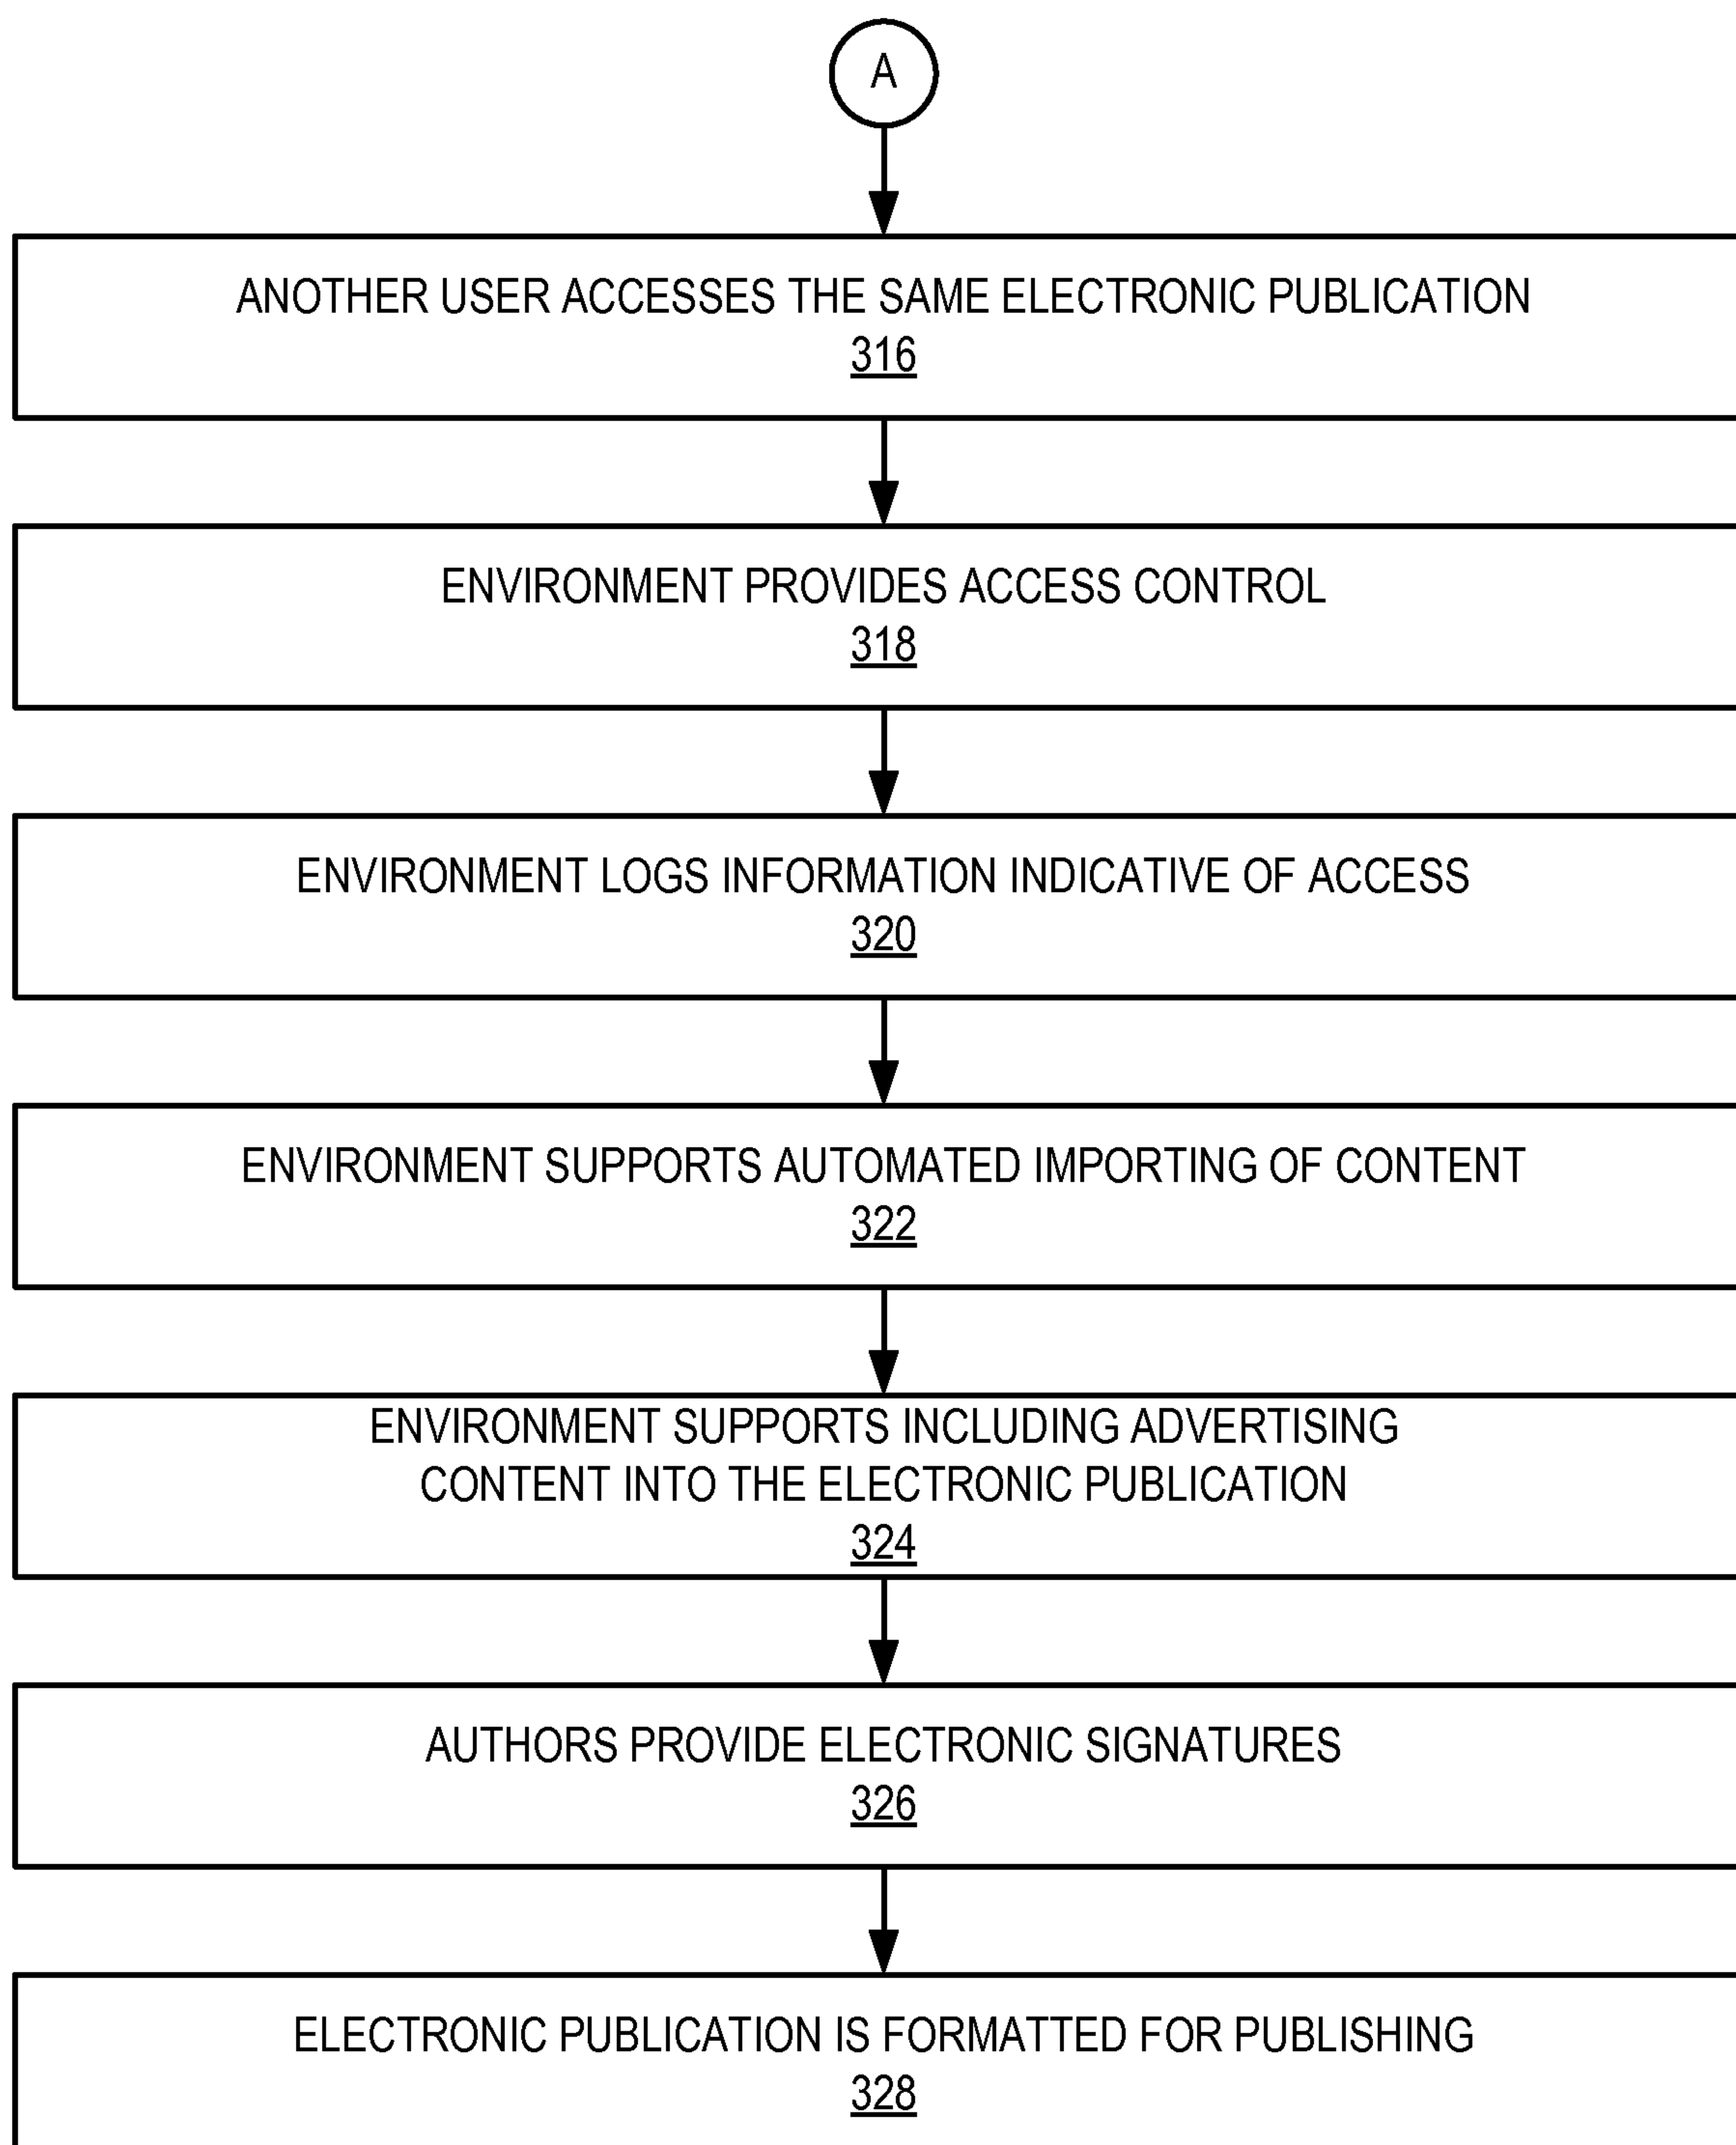 A
ANOTHER USER ACCESSES THE SAME ELECTRONIC PUBLICATION
316
ENVIRONMENT PROVIDES ACCESS CONTROL
318
ENVIRONMENT LOGS INFORMATION INDICATIVE OF ACCESS
320
ENVIRONMENT SUPPORTS AUTOMATED IMPORTING OF CONTENT
322
ENVIRONMENT SUPPORTS INCLUDING ADVERTISING
CONTENT INTO THE ELECTRONIC PUBLICATION
324
AUTHORS PROVIDE ELECTRONIC SIGNATURES
326
ELECTRONIC PUBLICATION IS FORMATTED FOR PUBLISHING
328